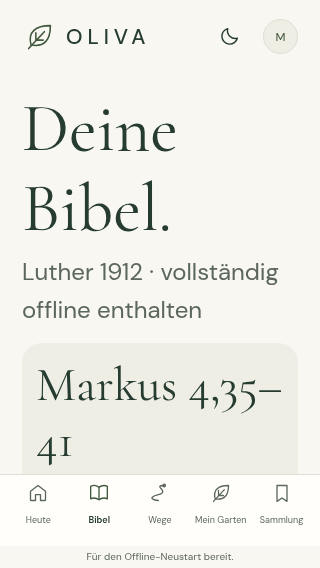 OLIVA
M
Deine
Bibel.
Luther 1912 · vollständig
offline enthalten
Markus 4,35–
41
Heute
Bibel
Wege
Mein Garten
Sammlung
Für den Offline-Neustart bereit.